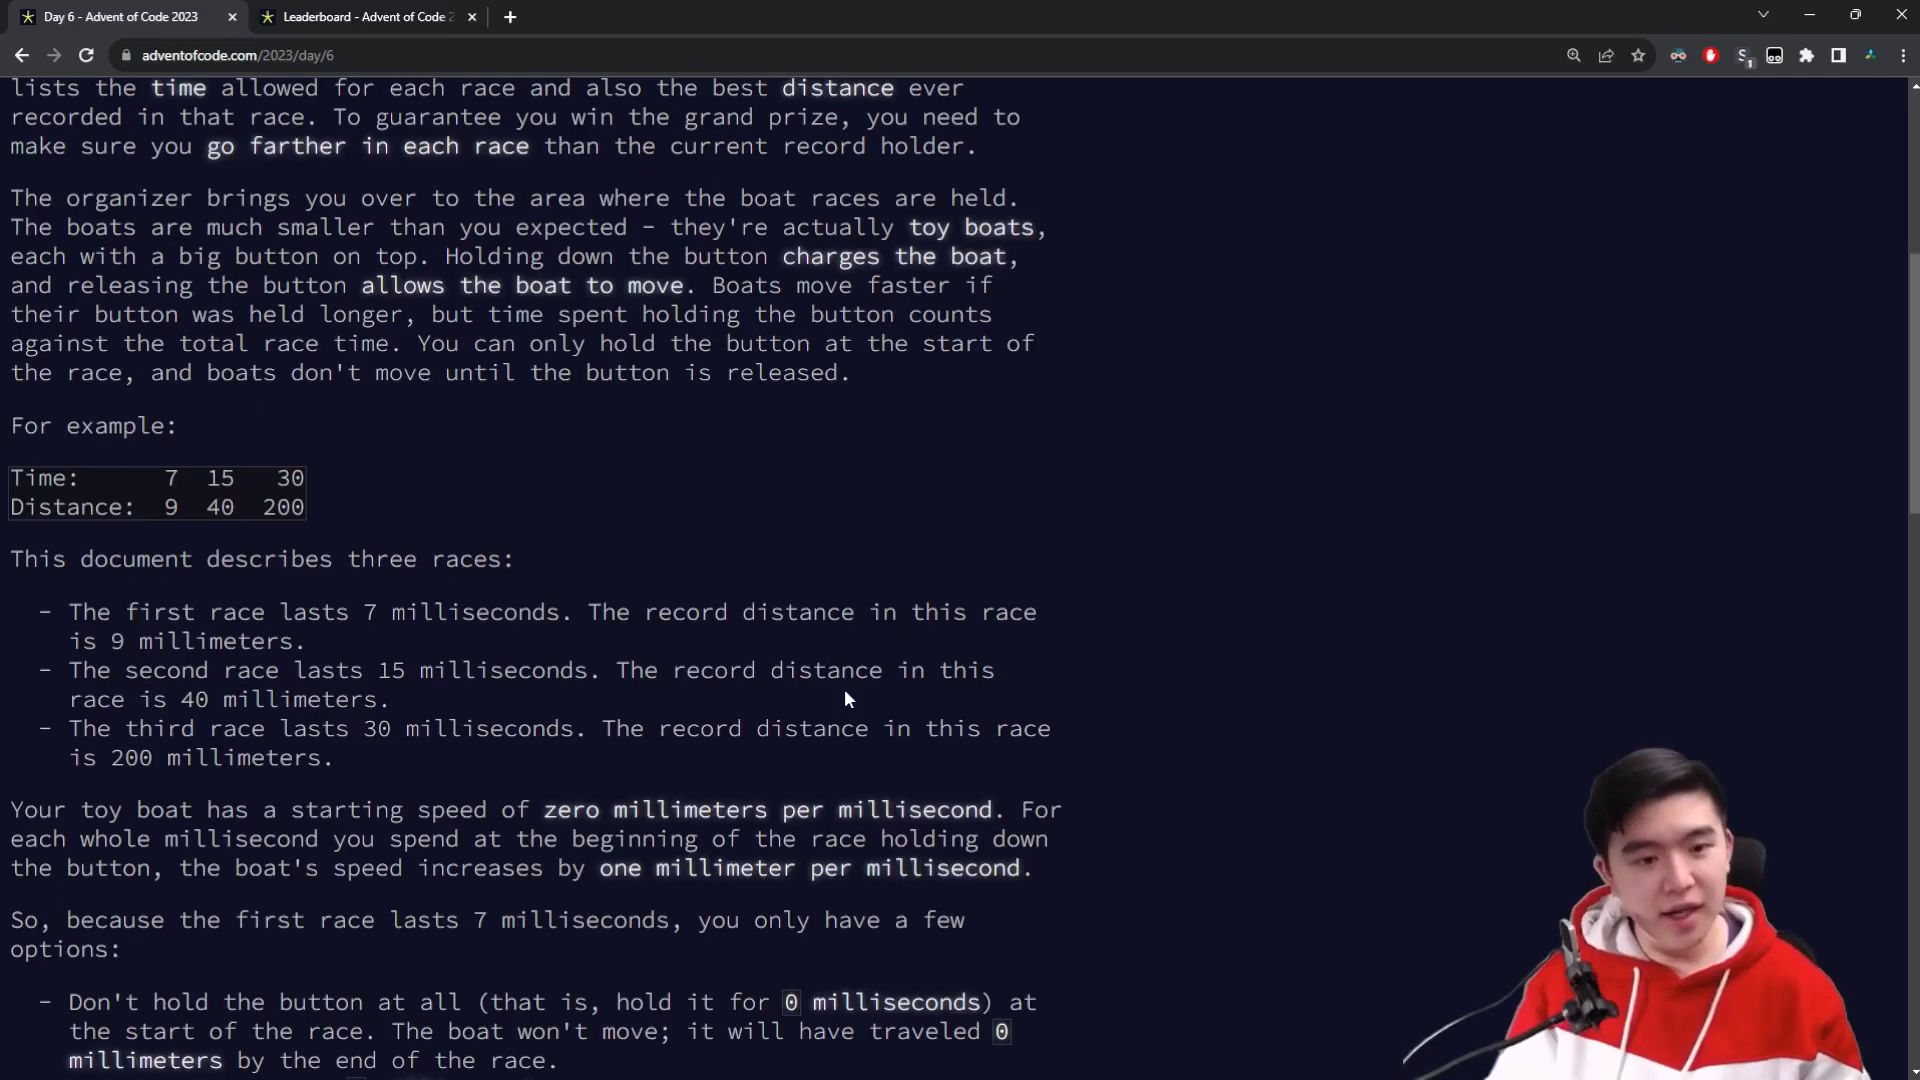 Day 6 - Advent of Code 2023
Leaderboard - Advent of Code 2
adventofcode.com/2023/day/6
lists the time allowed for each race and also the best distance ever
recorded in that race. To guarantee you win the grand prize, you need to
make sure you go farther in each race than the current record holder.
The organizer brings you over to the area where the boat races are held.
The boats are much smaller than you expected - they're actually toy boats,
each with a big button on top. Holding down the button charges the boat,
and releasing the button allows the boat to move. Boats move faster if
their button was held longer, but time spent holding the button counts
against the total race time. You can only hold the button at the start of
the race, and boats don't move until the button is released.
For example:
Time: 7 15 30
Distance: 9 40 200
This document describes three races:
- The first race lasts 7 milliseconds. The record distance in this race
is 9 millimeters.
- The second race lasts 15 milliseconds. The record distance in this
race is 40 millimeters.
- The third race lasts 30 milliseconds. The record distance in this race
is 200 millimeters.
Your toy boat has a starting speed of zero millimeters per millisecond. For
each whole millisecond you spend at the beginning of the race holding down
the button, the boat's speed increases by one millimeter per millisecond.
So, because the first race lasts 7 milliseconds, you only have a few
options:
- Don't hold the button at all (that is, hold it for 0 milliseconds) at
the start of the race. The boat won't move; it will have traveled 0
millimeters by the end of the race.